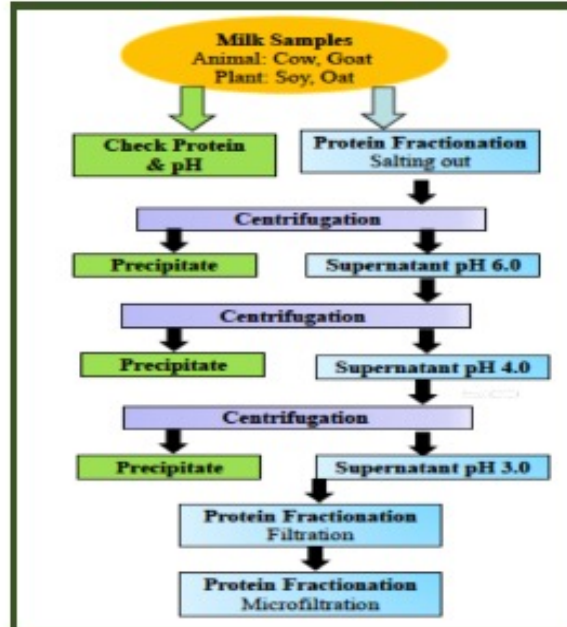 Milk Samples
Animal: Cow, Goat
Plant: Soy, Oat
Check Protein
& pH
Protein Fractionation
Salting out
Centrifugation
Precipitate
Supernatant pH 6.0
Centrifugation
Precipitate
Supernatant pH 4.0
Centrifugation
Precipitate
Supernatant pH 3.0
Protein Fractionation
Filtration
Protein Fractionation
Microfiltration